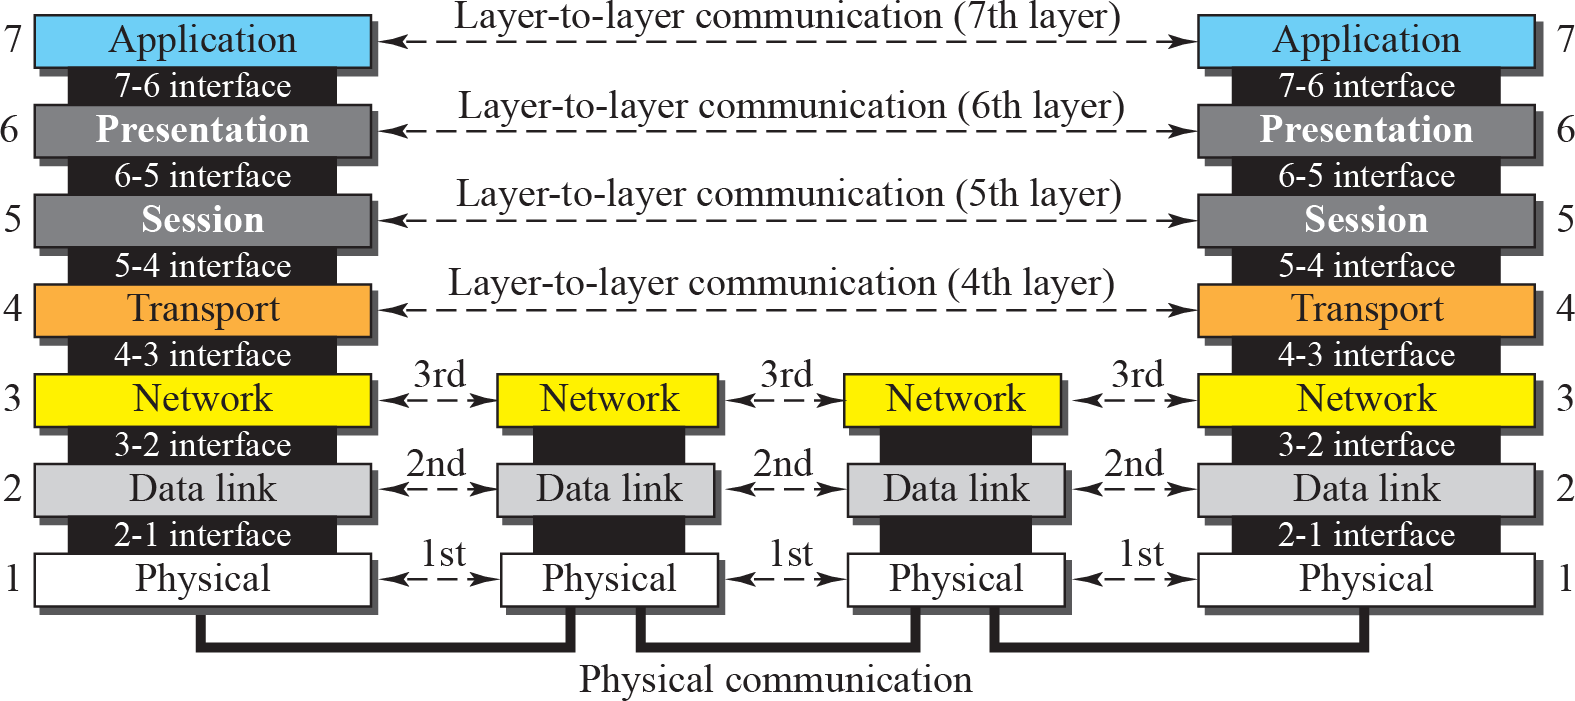 Layer-to-layer communication (7th layer)
7 Application Application 7
7-6 interface 7-6 interface
Layer-to-layer communication (6th layer)
6 Presentation Presentation 6
6-5 interface 6-5 interface
Layer-to-layer communication (5th layer)
5 Session Session 5
5-4 interface 5-4 interface
Layer-to-layer communication (4th layer)
4 Transport Transport 4
4-3 interface 4-3 interface
3rd 3rd 3rd
3 Network Network Network Network 3
3-2 interface 3-2 interface
2nd 2nd 2nd
2 Data link Data link Data link Data link 2
2-1 interface 2-1 interface
1st 1st 1st
1 Physical Physical Physical Physical 1
Physical communication